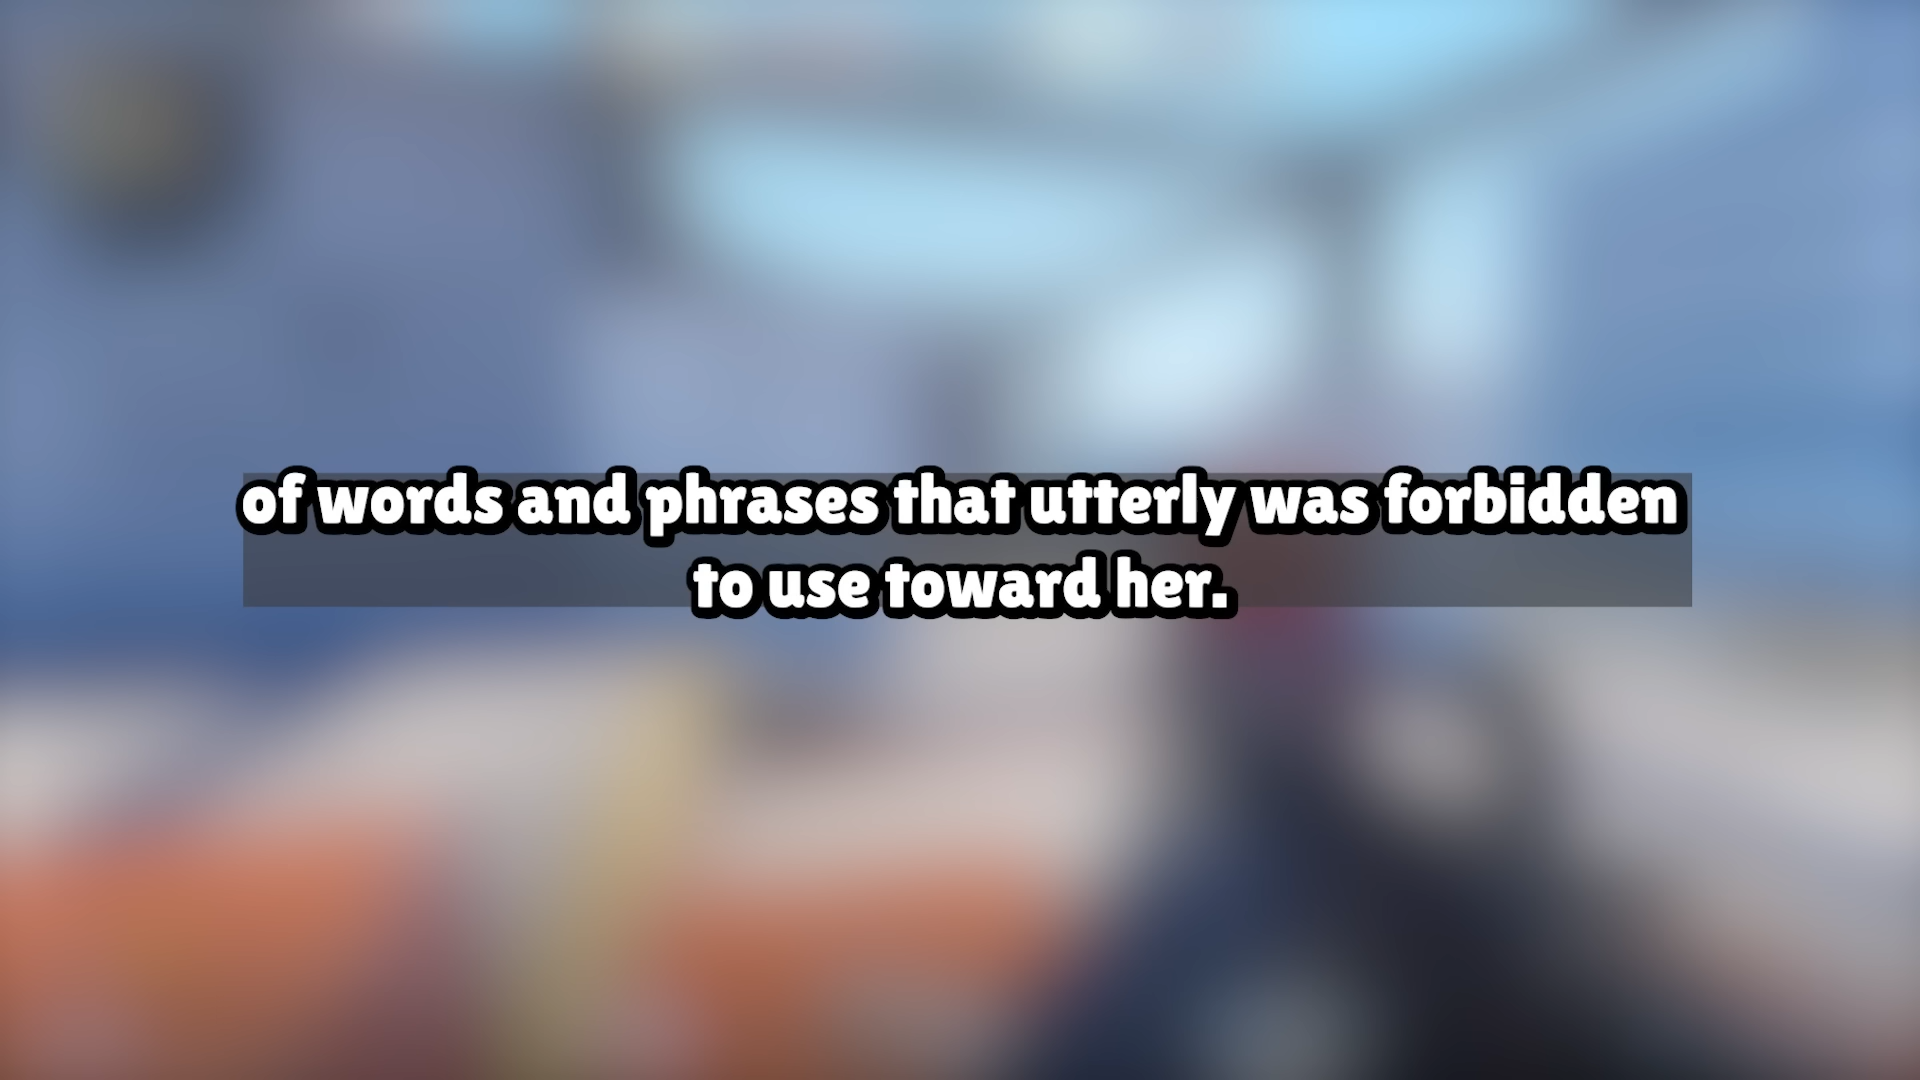 of words and phrases that utterly was forbidden
to use toward her.